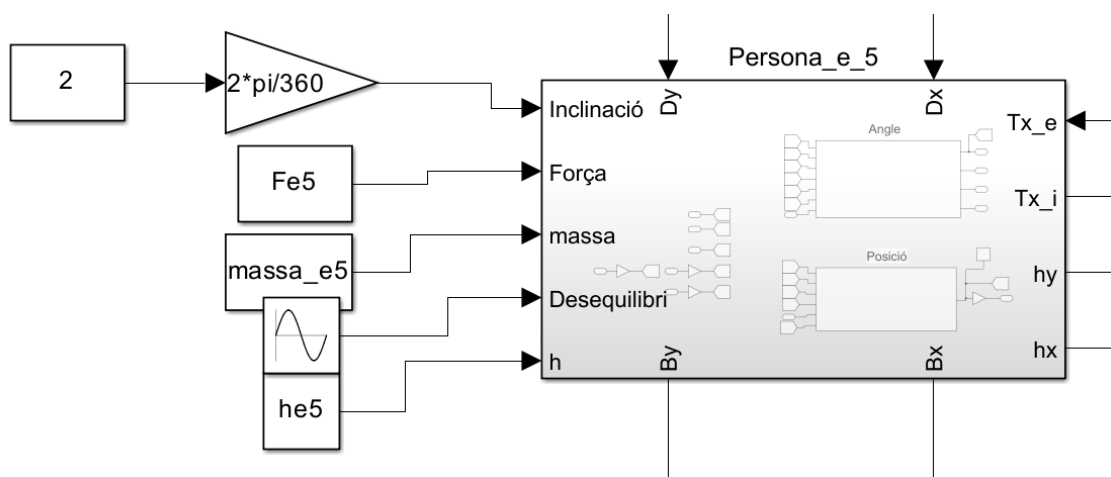 Persona_e_5
2
2*pi/360
Inclinació
Dy
Dx
Tx_e
Angle
Fe5
Força
Tx_i
massa_e5
massa
Posició
hy
Desequilibri
he5
h
By
Bx
hx